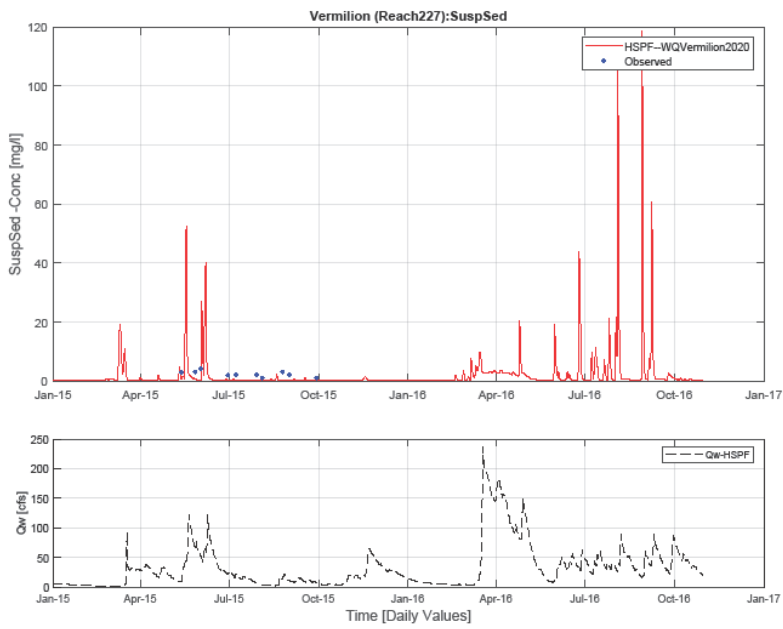 Vermilion (Reach227):SuspSed
SuspSed -Conc [mg/l]
120
100
80
60
40
20
0
HSPF--WQVermilion2020
Observed
Jan-15 Apr-15 Jul-15 Oct-15 Jan-16 Apr-16 Jul-16 Oct-16 Jan-17
Qw [cfs]
250
200
150
100
50
0
Qw-HSPF
Jan-15 Apr-15 Jul-15 Oct-15 Jan-16 Apr-16 Jul-16 Oct-16 Jan-17
Time [Daily Values]